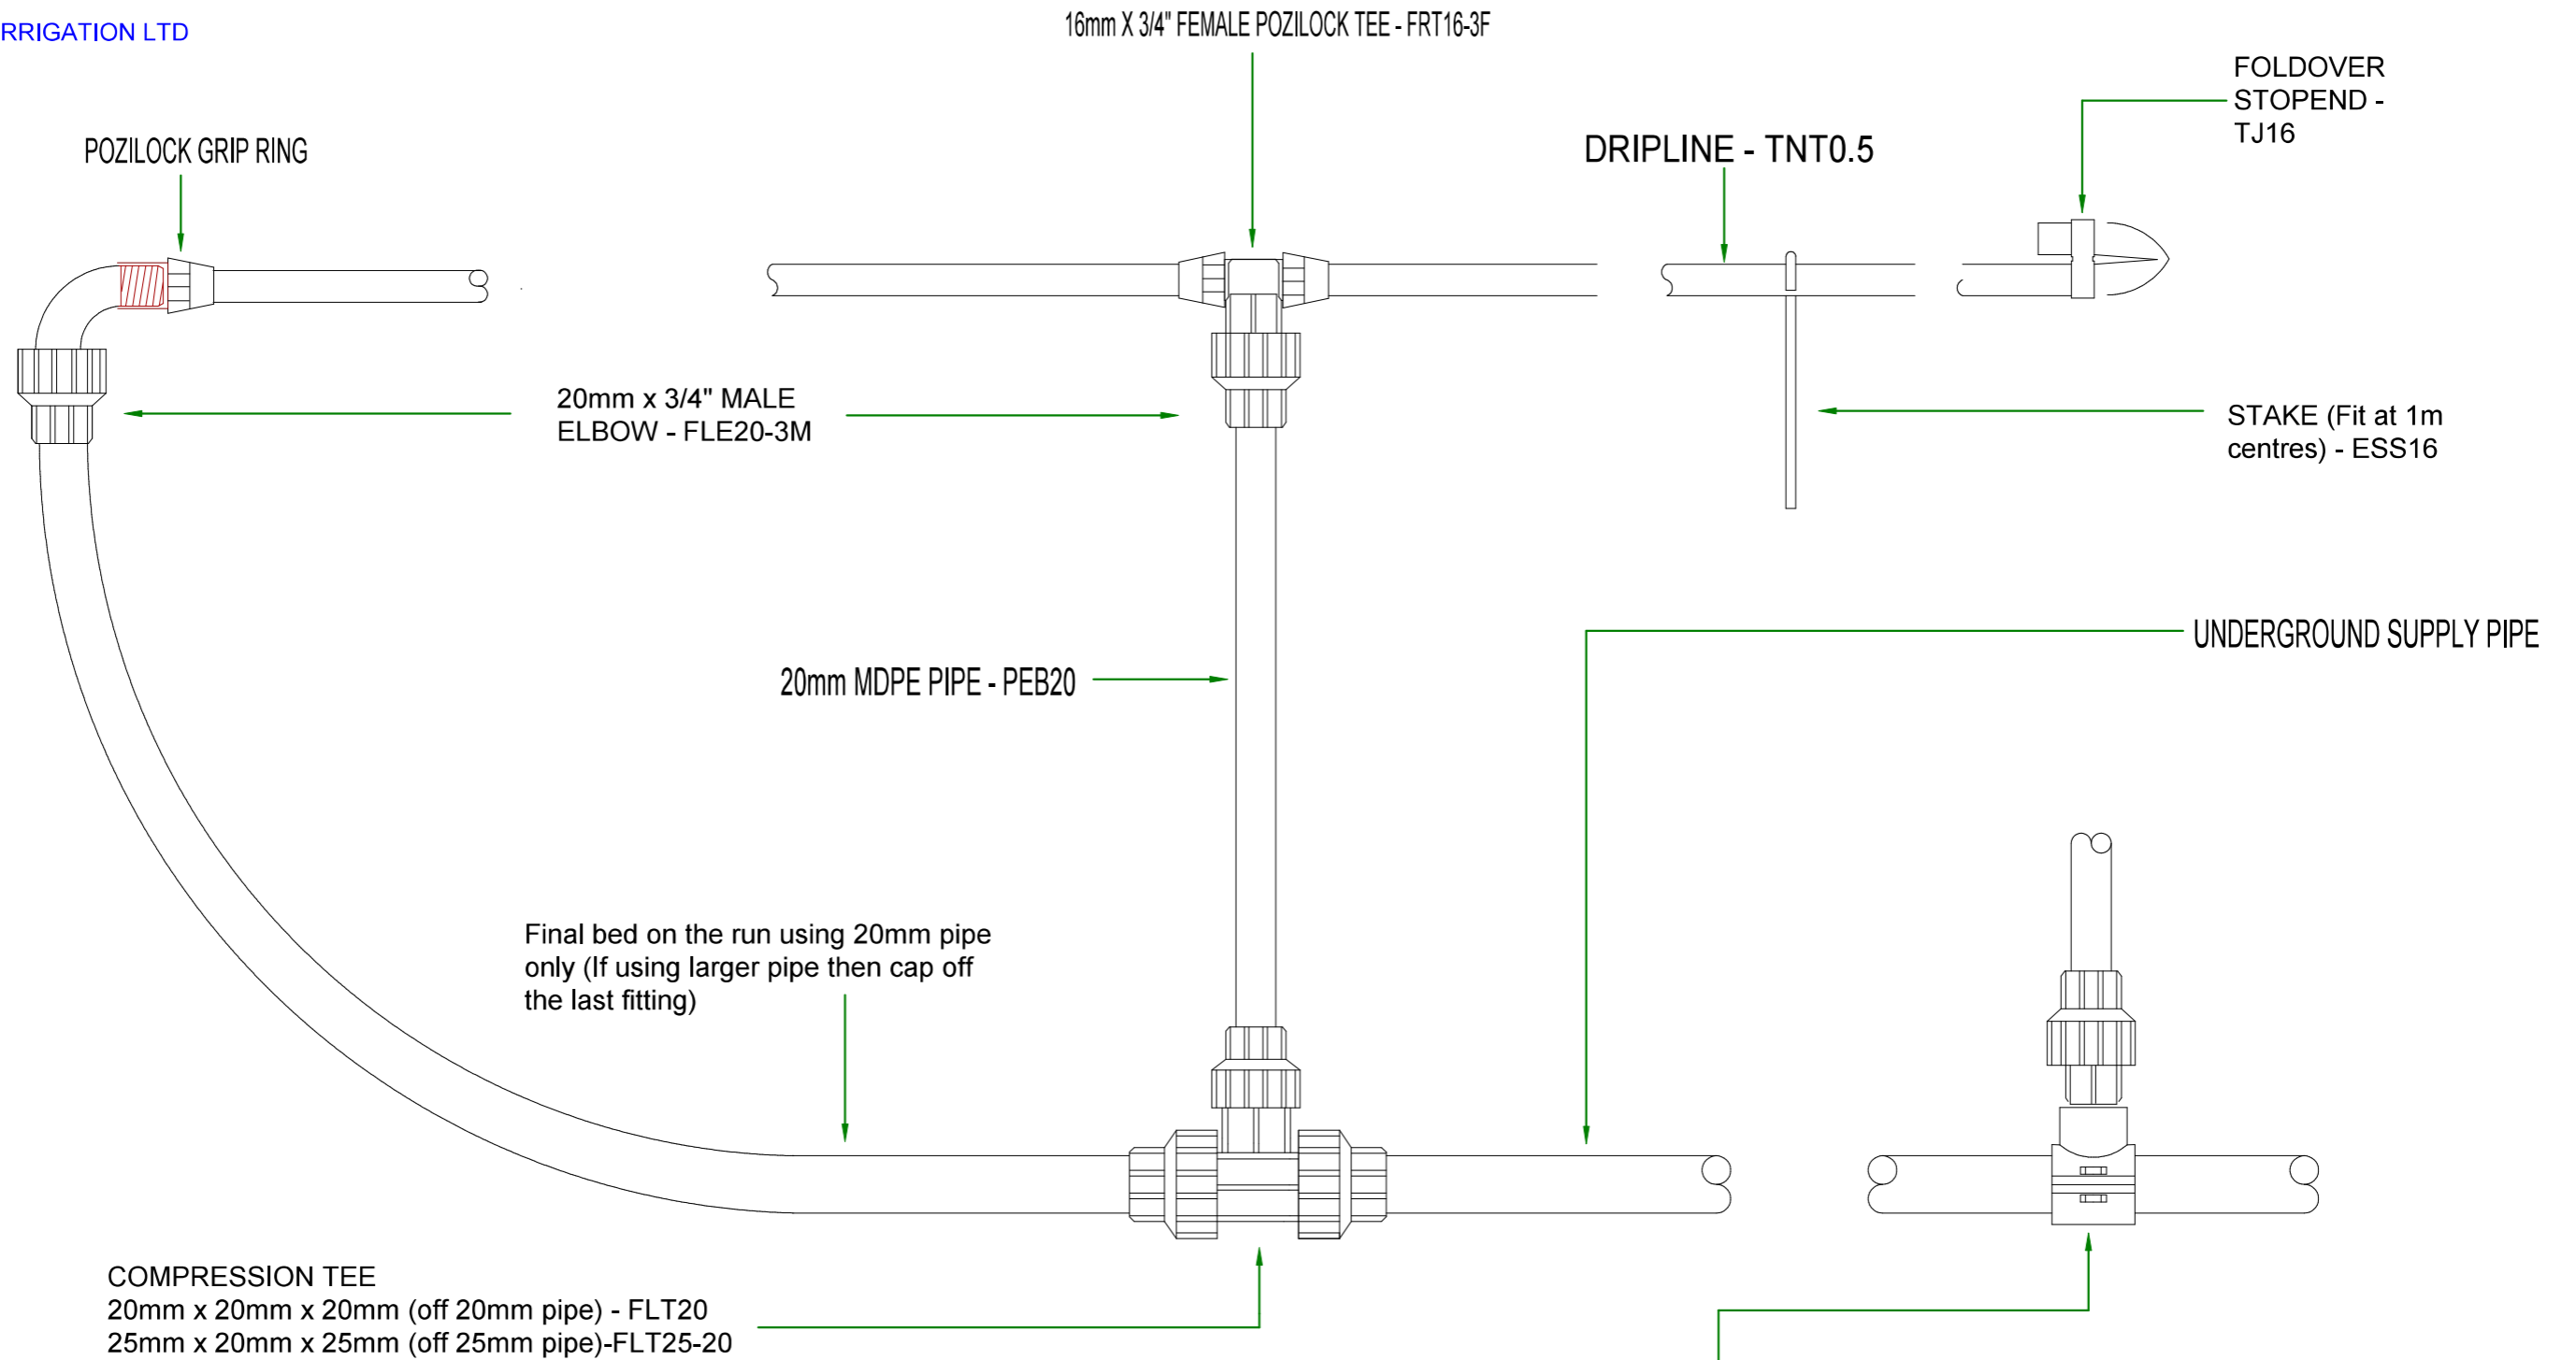 RRIGATION LTD
16mm X 3/4" FEMALE POZILOCK TEE - FRT16-3F
FOLDOVER
STOPEND -
TJ16
POZILOCK GRIP RING
DRIPLINE - TNT0.5
20mm x 3/4" MALE
ELBOW - FLE20-3M
STAKE (Fit at 1m
centres) - ESS16
UNDERGROUND SUPPLY PIPE
20mm MDPE PIPE - PEB20
Final bed on the run using 20mm pipe
only (If using larger pipe then cap off
the last fitting)
COMPRESSION TEE
20mm x 20mm x 20mm (off 20mm pipe) - FLT20
25mm x 20mm x 25mm (off 25mm pipe)-FLT25-20